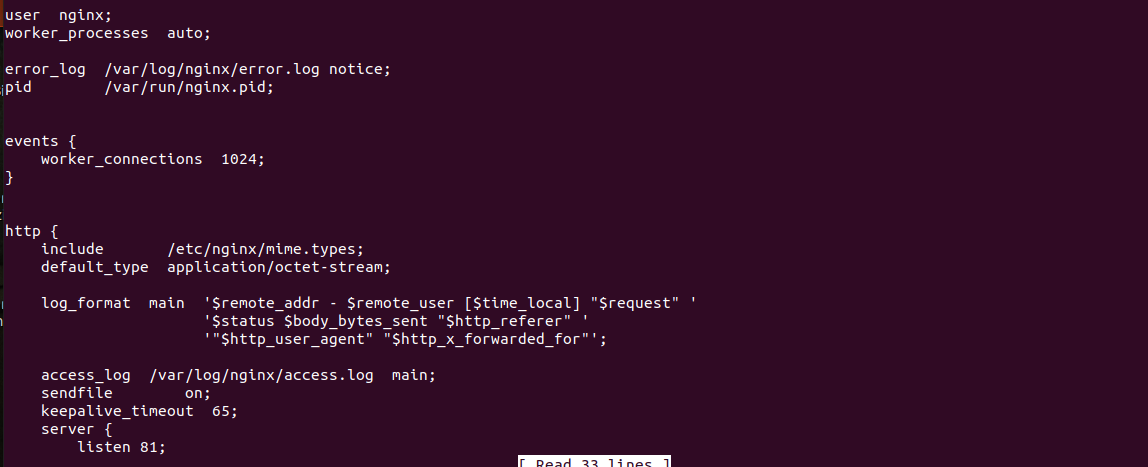 user  nginx;
worker_processes  auto;

error_log  /var/log/nginx/error.log notice;
pid        /var/run/nginx.pid;


events {
    worker_connections  1024;
}


http {
    include       /etc/nginx/mime.types;
    default_type  application/octet-stream;

    log_format  main  '$remote_addr - $remote_user [$time_local] "$request" '
                      '$status $body_bytes_sent "$http_referer" '
                      '"$http_user_agent" "$http_x_forwarded_for"';

    access_log  /var/log/nginx/access.log  main;
    sendfile        on;
    keepalive_timeout  65;
    server {
        listen 81;
[ Read 33 lines ]